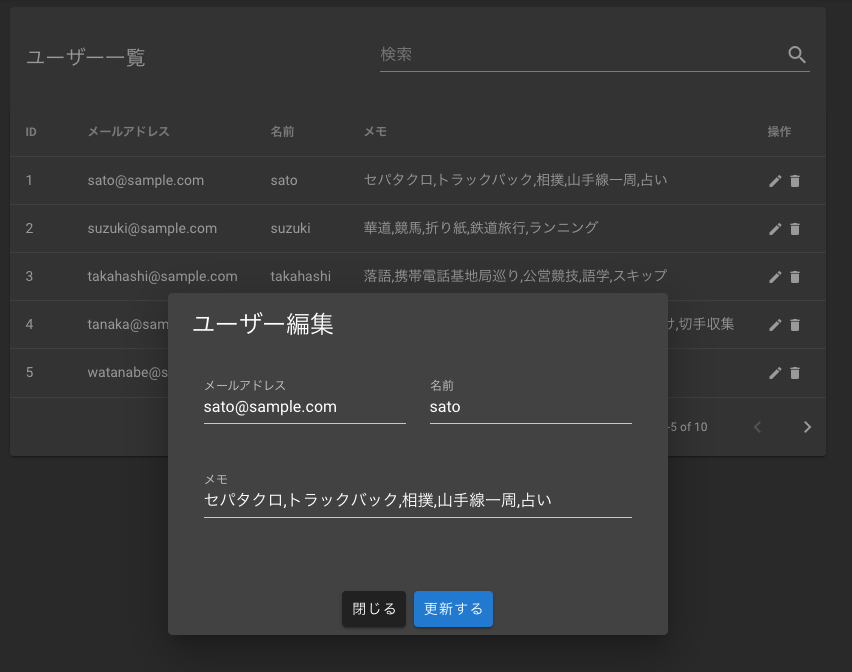 ユーザー一覧
検索
ID メールアドレス 名前 メモ 操作
1 sato@sample.com sato セパタクロ,トラックバック,相撲,山手線一周,占い
2 suzuki@sample.com suzuki 華道,競馬,折り紙,鉄道旅行,ランニング
3 takahashi@sample.com takahashi 落語,携帯電話基地局巡り,公営競技,語学,スキップ
4 tanaka@sam ,切手収集
5 watanabe@s
-5 of 10
ユーザー編集
メールアドレス 名前
sato@sample.com sato
メモ
セパタクロ,トラックバック,相撲,山手線一周,占い
閉じる 更新する